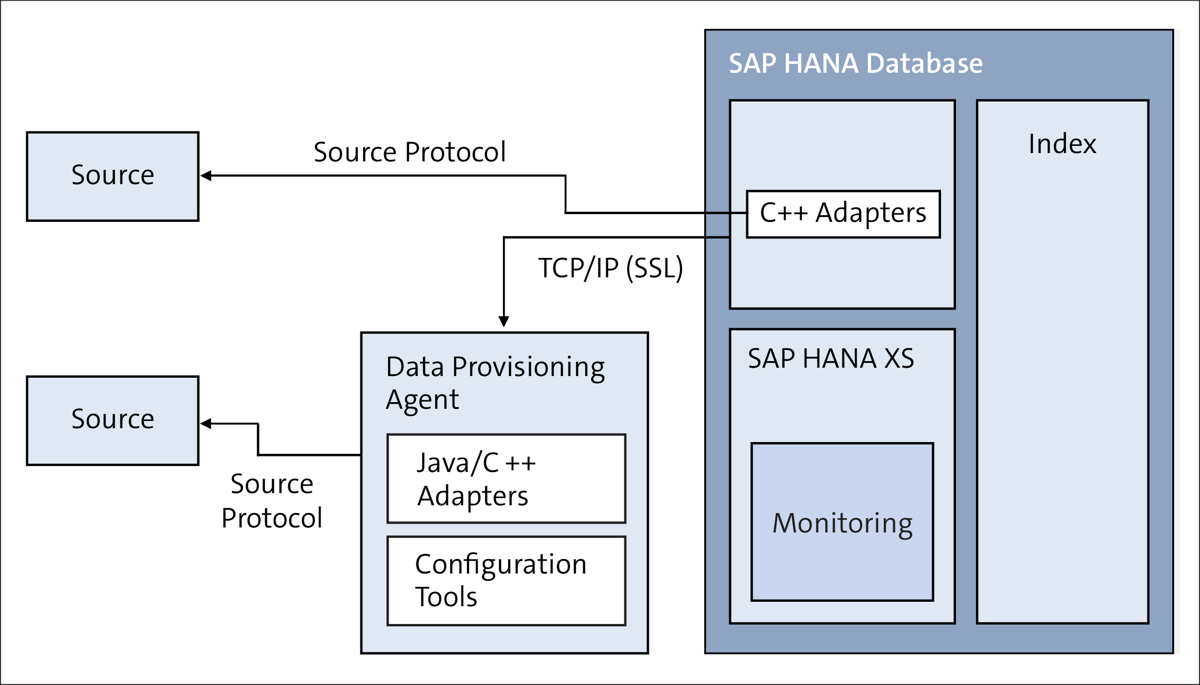 SAP HANA Database
Source
Source Protocol
C++ Adapters
Index
TCP/IP (SSL)
Data Provisioning
Agent
Java/C ++
Adapters
Configuration
Tools
Source
Source
Protocol
SAP HANA XS
Monitoring